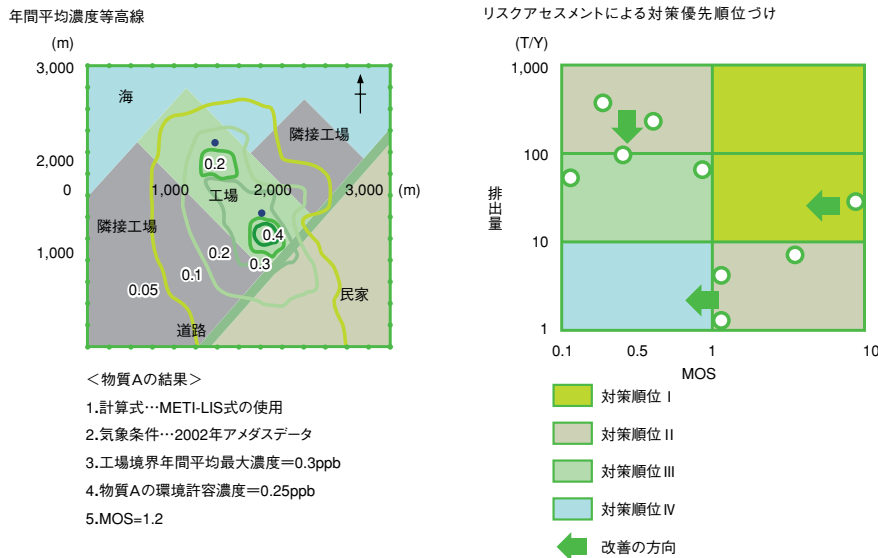 年間平均濃度等高線
(m)
3,000
2,000
0
1,000
海
隣接工場
0.2
1,000
2,000
3,000
(m)
工場
隣接工場
0.4
0.2
0.3
0.1
0.05
民家
道路
＜物質Aの結果＞
1.計算式…METI-LIS式の使用
2.気象条件…2002年アメダスデータ
3.工場境界年間平均最大濃度＝0.3ppb
4.物質Aの環境許容濃度＝0.25ppb
5.MOS=1.2
リスクアセスメントによる対策優先順位づけ
(T/Y)
1,000
100
10
1
排出量
0.1
0.5
1
10
MOS
対策順位Ⅰ
対策順位Ⅱ
対策順位Ⅲ
対策順位Ⅳ
改善の方向